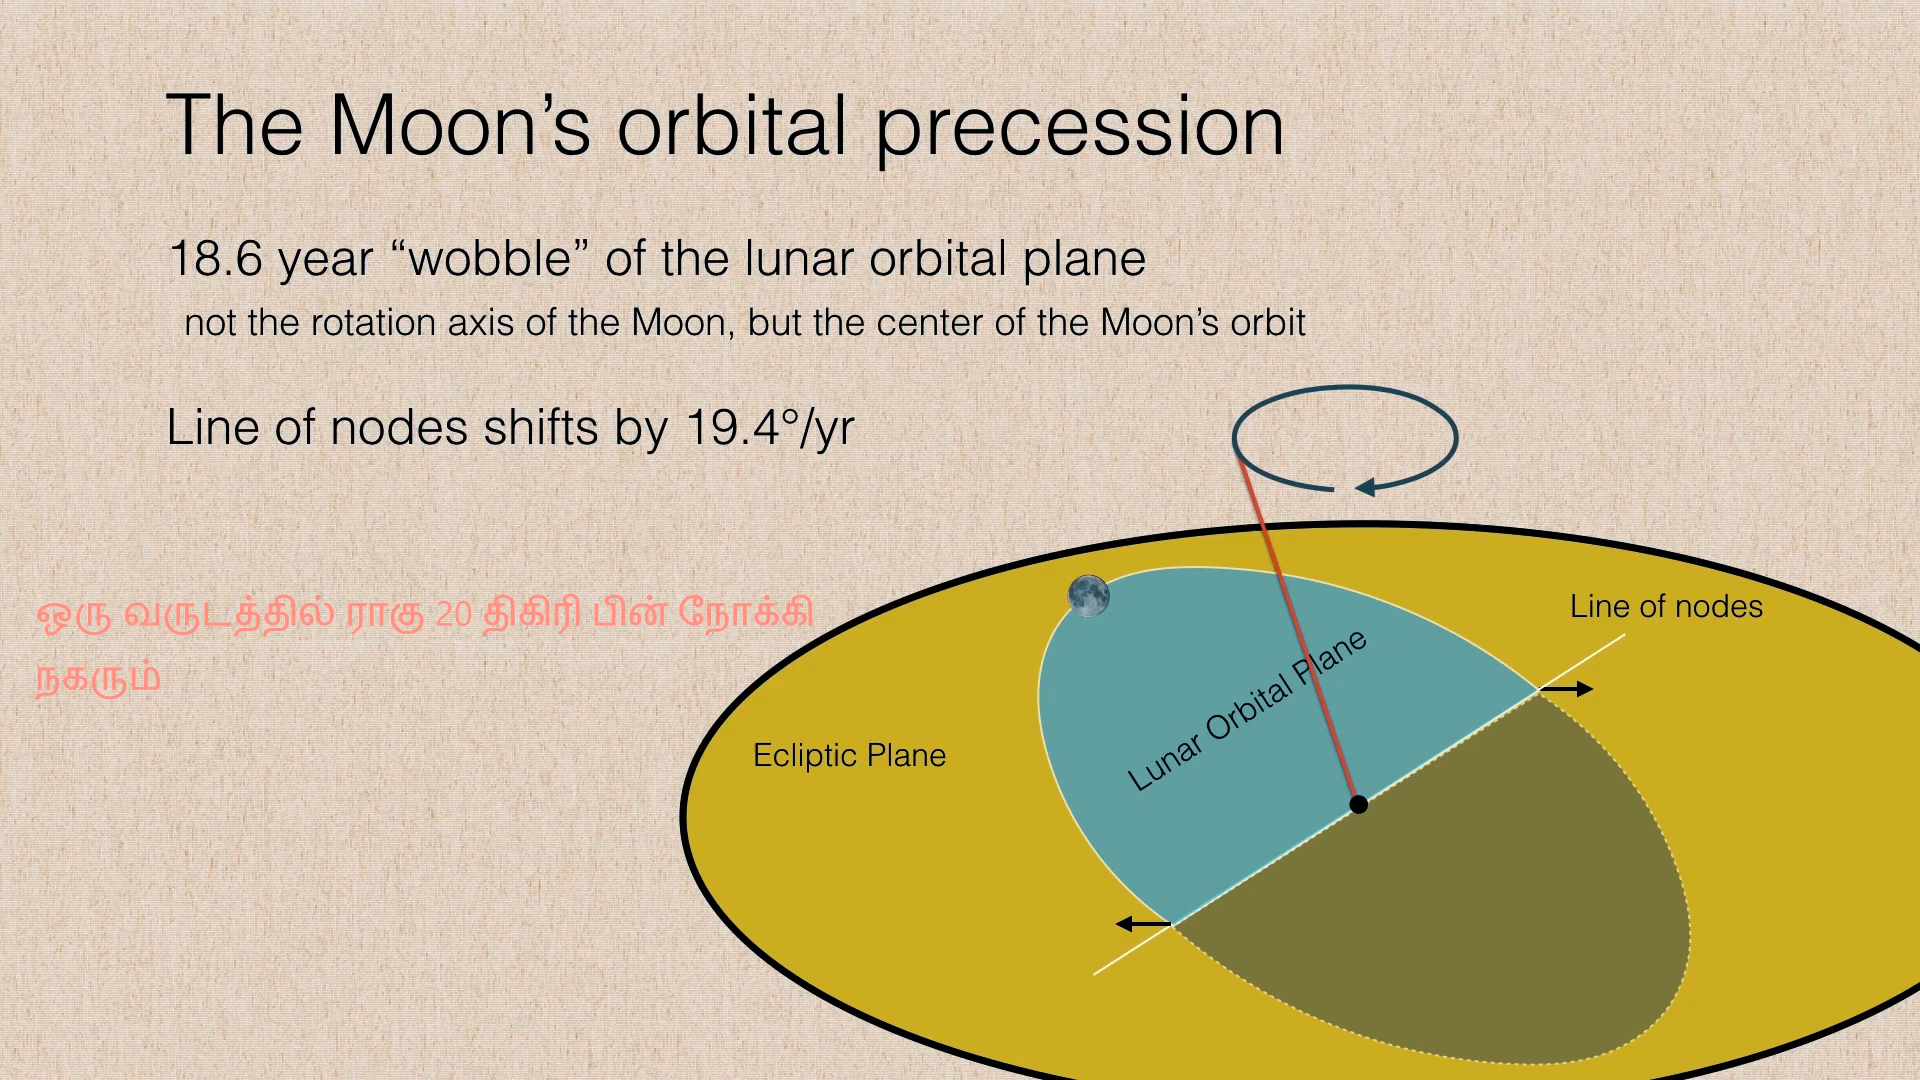 The Moon’s orbital precession
18.6 year “wobble” of the lunar orbital plane
not the rotation axis of the Moon, but the center of the Moon’s orbit
Line of nodes shifts by 19.4°/yr
ஒரு வருடத்தில் ராகு 20 திகிரி பின் நோக்கி
நகரும்
Line of nodes
Lunar Orbital Plane
Ecliptic Plane